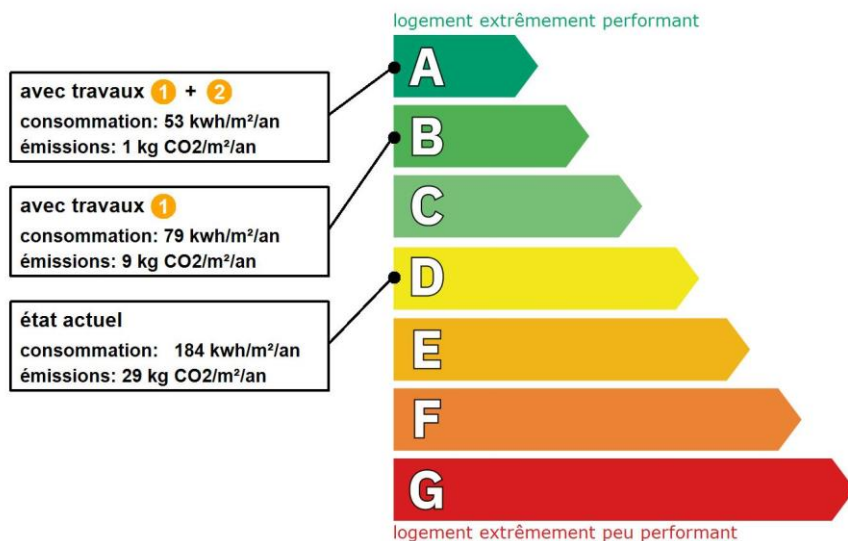 logement extrêmement performant
avec travaux 1 + 2
consommation: 53 kwh/m²/an
émissions: 1 kg CO2/m²/an
avec travaux 1
consommation: 79 kwh/m²/an
émissions: 9 kg CO2/m²/an
état actuel
consommation: 184 kwh/m²/an
émissions: 29 kg CO2/m²/an
A
B
C
D
E
F
G
logement extrêmement peu performant